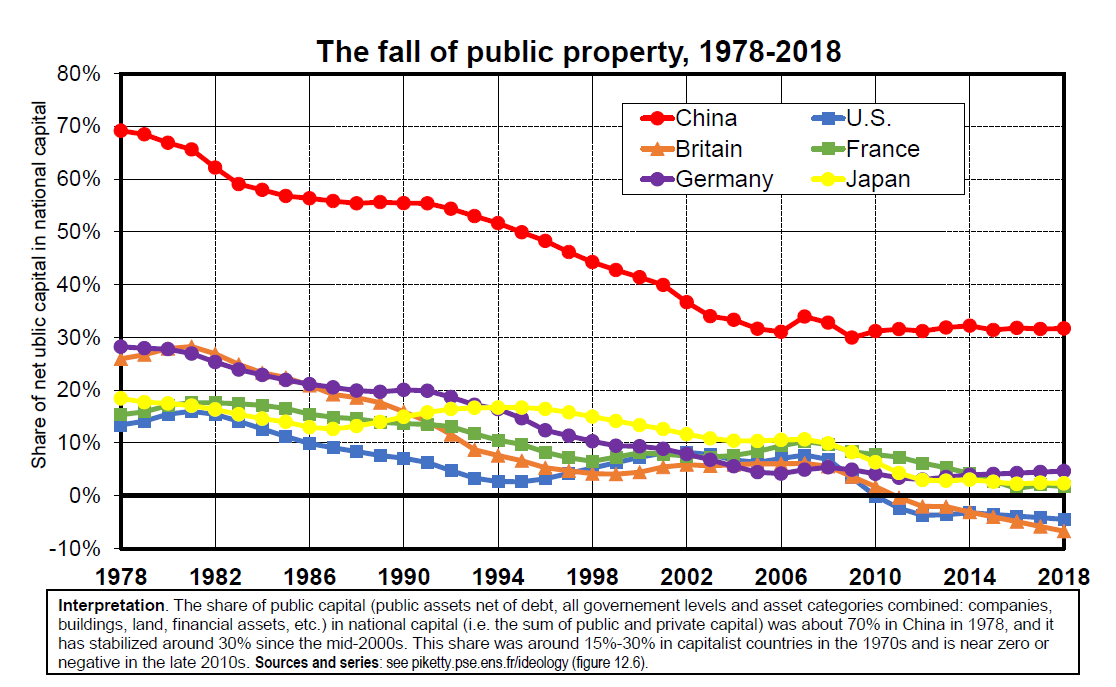 The fall of public property, 1978-2018
Share of net ublic capital in national capital
80%
70%
60%
50%
40%
30%
20%
10%
0%
-10%
China
U.S.
Britain
France
Germany
Japan
1978 1982 1986 1990 1994 1998 2002 2006 2010 2014 2018
Interpretation. The share of public capital (public assets net of debt, all governement levels and asset categories combined: companies,
buildings, land, financial assets, etc.) in national capital (i.e. the sum of public and private capital) was about 70% in China in 1978, and it
has stabilized around 30% since the mid-2000s. This share was around 15%-30% in capitalist countries in the 1970s and is near zero or
negative in the late 2010s. Sources and series: see piketty.pse.ens.fr/ideology (figure 12.6).